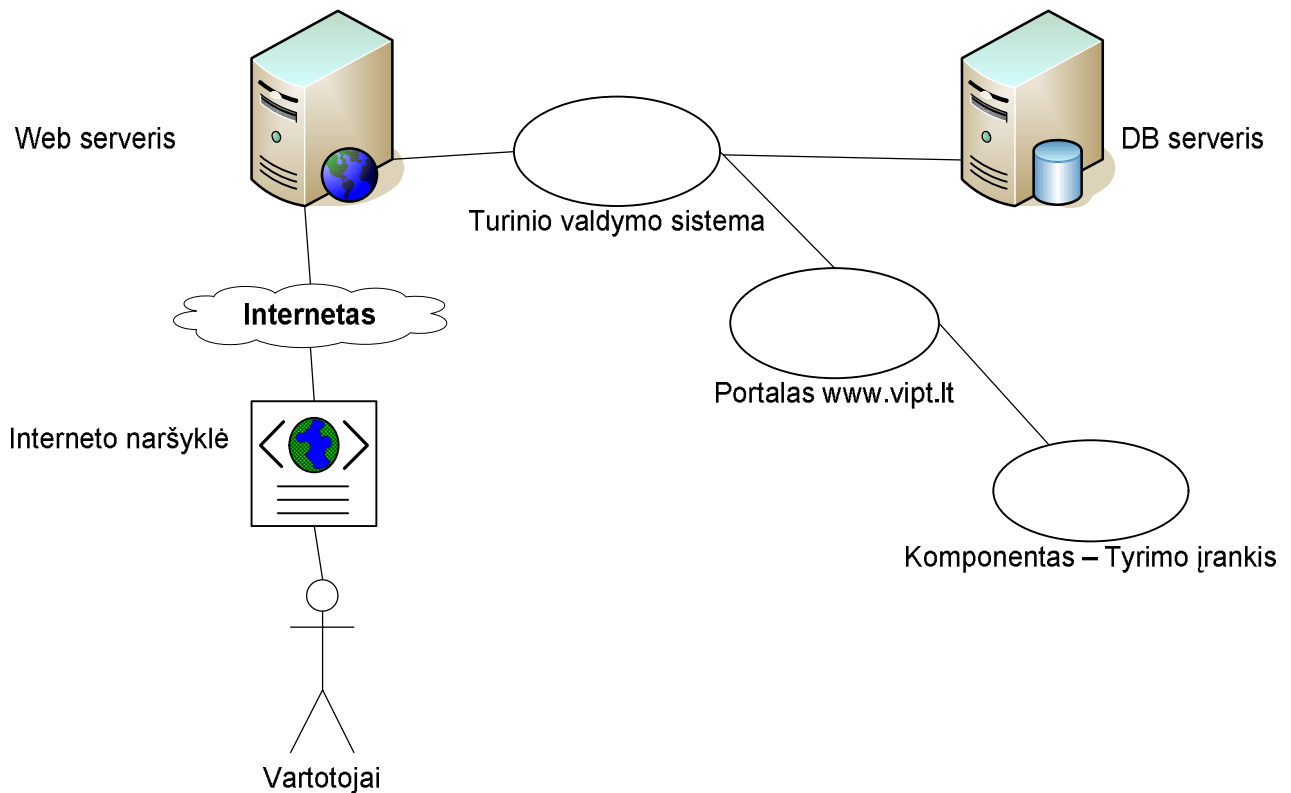 Web serveris
DB serveris
Turinio valdymo sistema
Internetas
Portalas www.vipt.lt
Interneto naršyklė
Komponentas – Tyrimo įrankis
Vartotojai